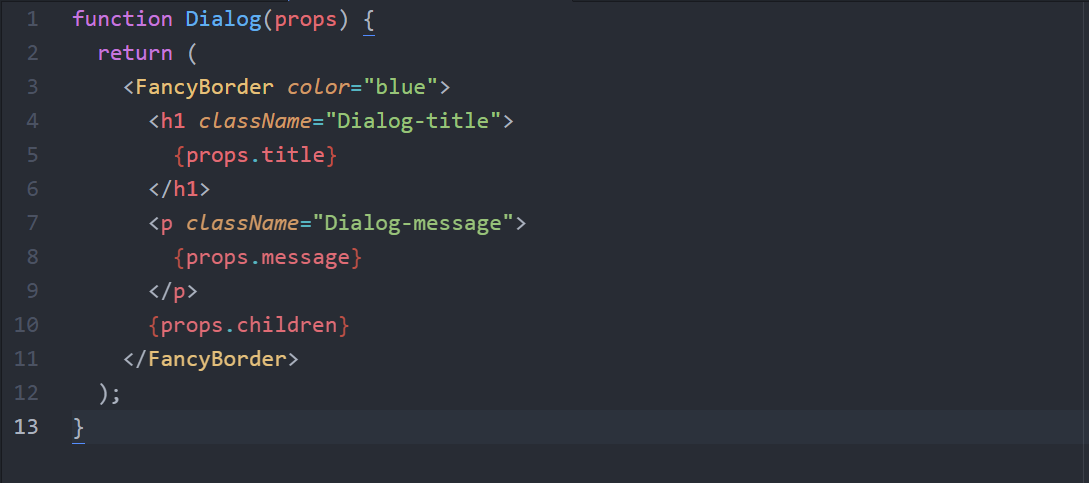 1 function Dialog(props) {
2   return (
3     <FancyBorder color="blue">
4       <h1 className="Dialog-title">
5         {props.title}
6       </h1>
7       <p className="Dialog-message">
8         {props.message}
9       </p>
10       {props.children}
11     </FancyBorder>
12   );
13 }